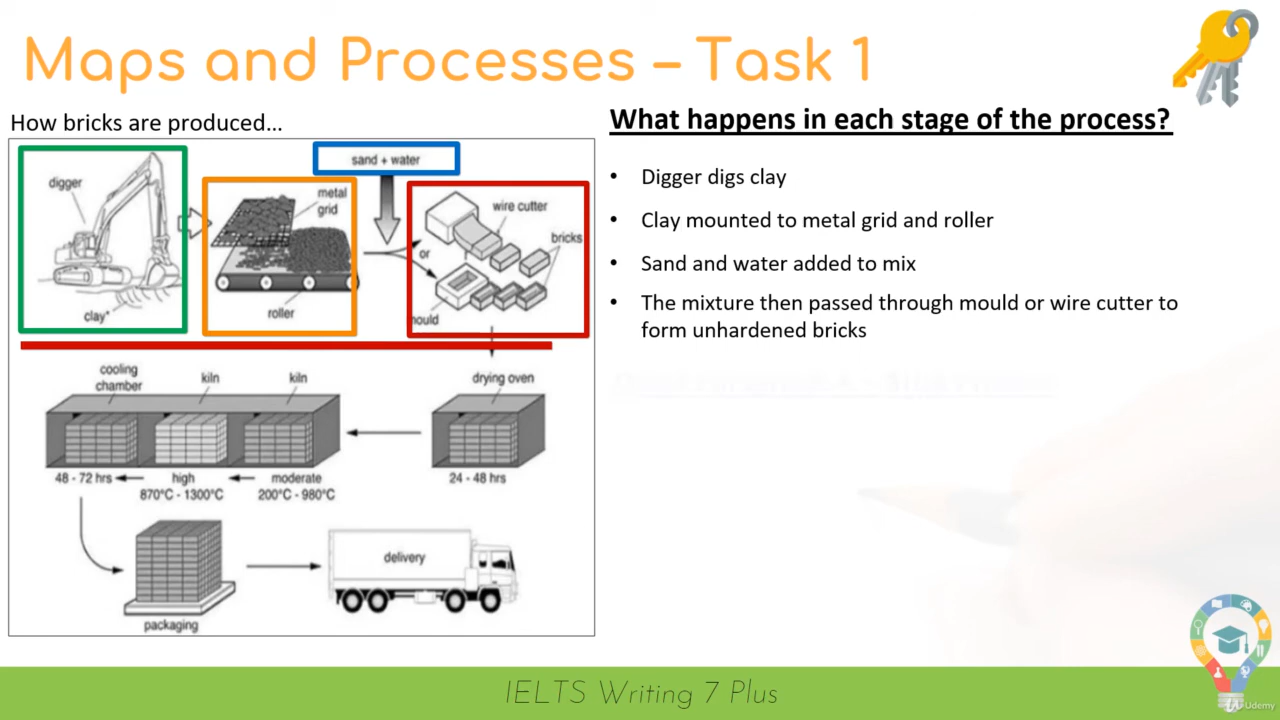 Maps and Processes – Task 1
How bricks are produced…
What happens in each stage of the process?
• Digger digs clay
• Clay mounted to metal grid and roller
• Sand and water added to mix
• The mixture then passed through mould or wire cutter to
form unhardened bricks
sand + water
digger
metal
grid
wire cutter
bricks
or
roller
clay*
mould
cooling
chamber
kiln
kiln
drying oven
48 - 72 hrs
high
870°C - 1300°C
moderate
200°C - 980°C
24 - 48 hrs
delivery
packaging
IELTS Writing 7 Plus
Udemy